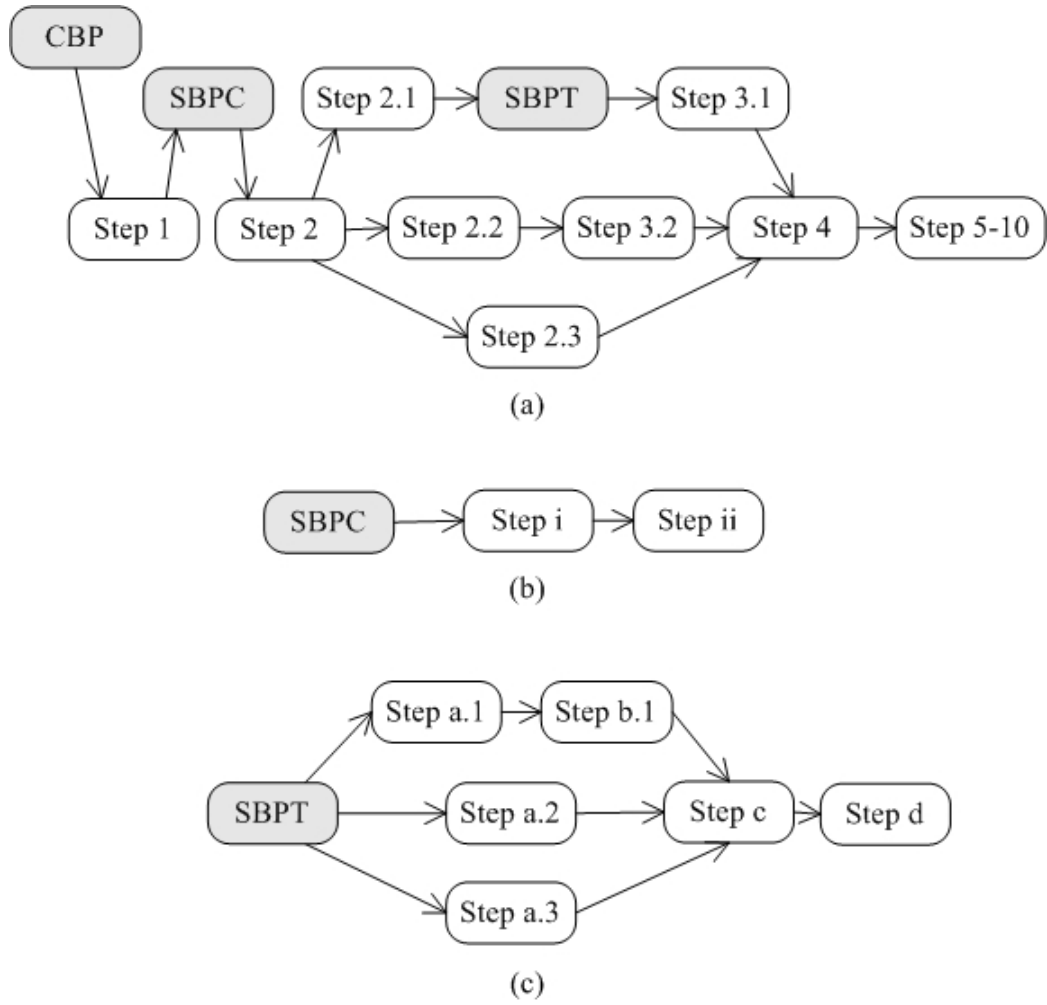 CBP
SBPC
Step 2.1
SBPT
Step 3.1
Step 1
Step 2
Step 2.2
Step 3.2
Step 4
Step 5-10
Step 2.3
(a)
SBPC
Step i
Step ii
(b)
Step a.1
Step b.1
SBPT
Step a.2
Step c
Step d
Step a.3
(c)